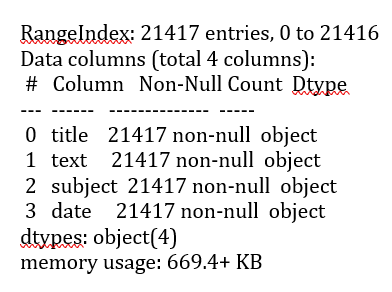 RangeIndex: 21417 entries, 0 to 21416
Data columns (total 4 columns):
#   Column   Non-Null Count  Dtype
--- ------   -------------- -----
0   title    21417 non-null  object
1   text     21417 non-null  object
2   subject  21417 non-null  object
3   date     21417 non-null  object
dtypes: object(4)
memory usage: 669.4+ KB